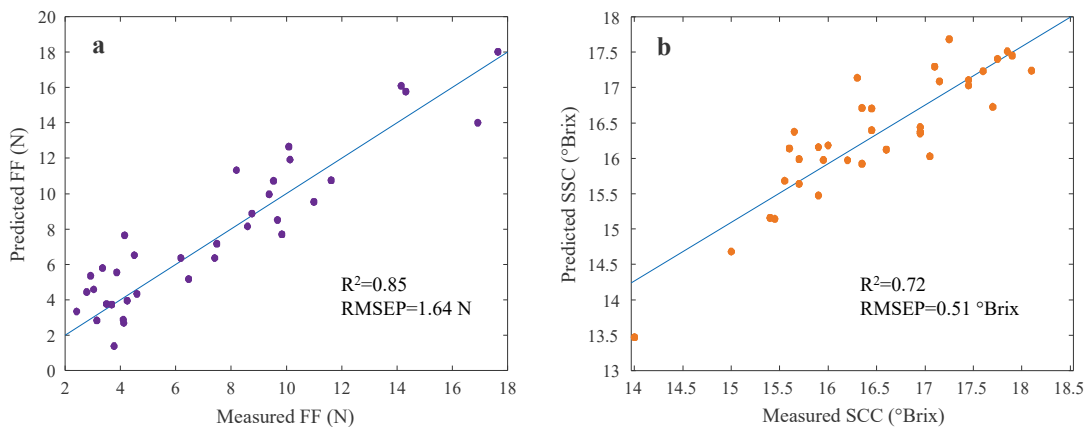 a
20
18
16
14
12
10
8
6
4
2
0
Predicted FF (N)
R²=0.85
RMSEP=1.64 N
2 4 6 8 10 12 14 16 18
Measured FF (N)
b
18
17.5
17
16.5
16
15.5
15
14.5
14
13.5
13
Predicted SSC (°Brix)
R²=0.72
RMSEP=0.51 °Brix
14 14.5 15 15.5 16 16.5 17 17.5 18 18.5
Measured SCC (°Brix)